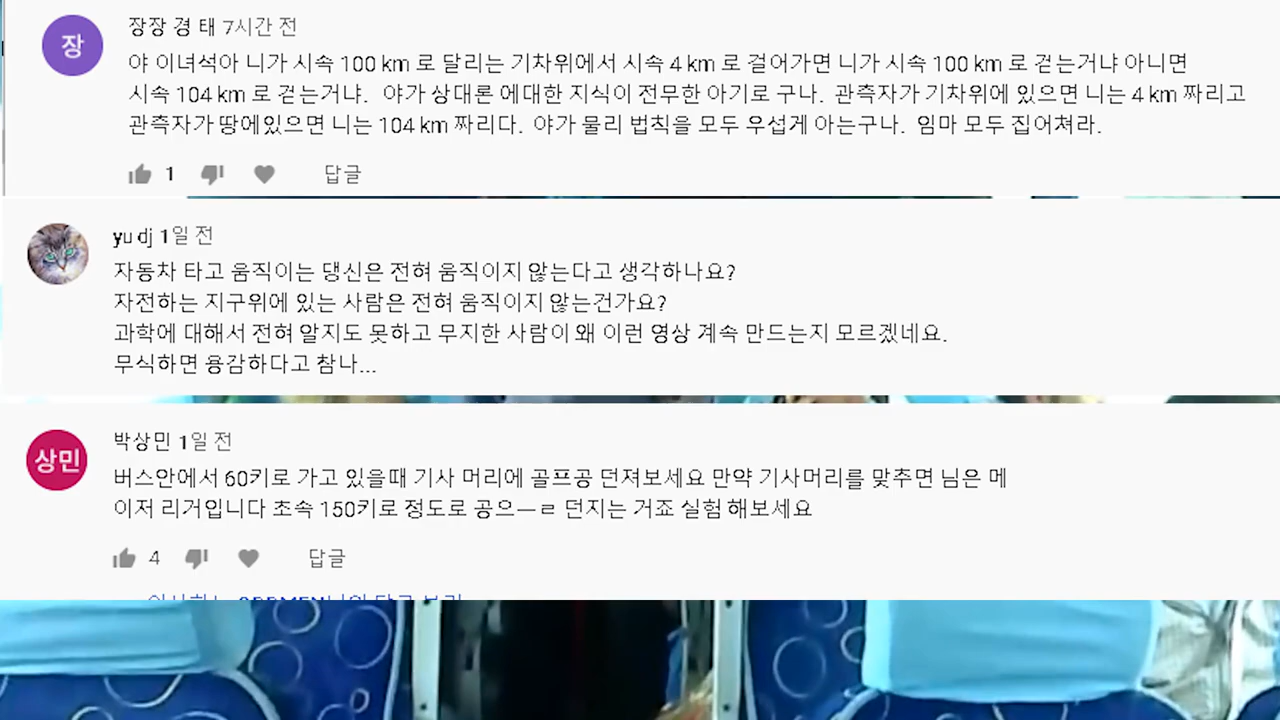 장
장장 경 태 7시간 전
야 이녀석아 니가 시속 100 km 로 달리는 기차위에서 시속 4 km 로 걸어가면 니가 시속 100 km 로 걷는거냐 아니면
시속 104 km 로 걷는거냐. 야가 상대론 에대한 지식이 전무한 아기로 구나. 관측자가 기차위에 있으면 니는 4 km 짜리고
관측자가 땅에있으면 니는 104 km 짜리다. 야가 물리 법칙을 모두 우섭게 아는구나. 임마 모두 집어쳐라.
1 답글
yu dj 1일 전
자동차 타고 움직이는 댕신은 전혀 움직이지 않는다고 생각하나요?
자전하는 지구위에 있는 사람은 전혀 움직이지 않는건가요?
과학에 대해서 전혀 알지도 못하고 무지한 사람이 왜 이런 영상 계속 만드는지 모르겠네요.
무식하면 용감하다고 참나...
상민
박상민 1일 전
버스안에서 60키로 가고 있을때 기사 머리에 골프공 던져보세요 만약 기사머리를 맞추면 님은 메
이저 리거입니다 초속 150키로 정도로 공으ㅡㄹ 던지는 거죠 실험 해보세요
4 답글